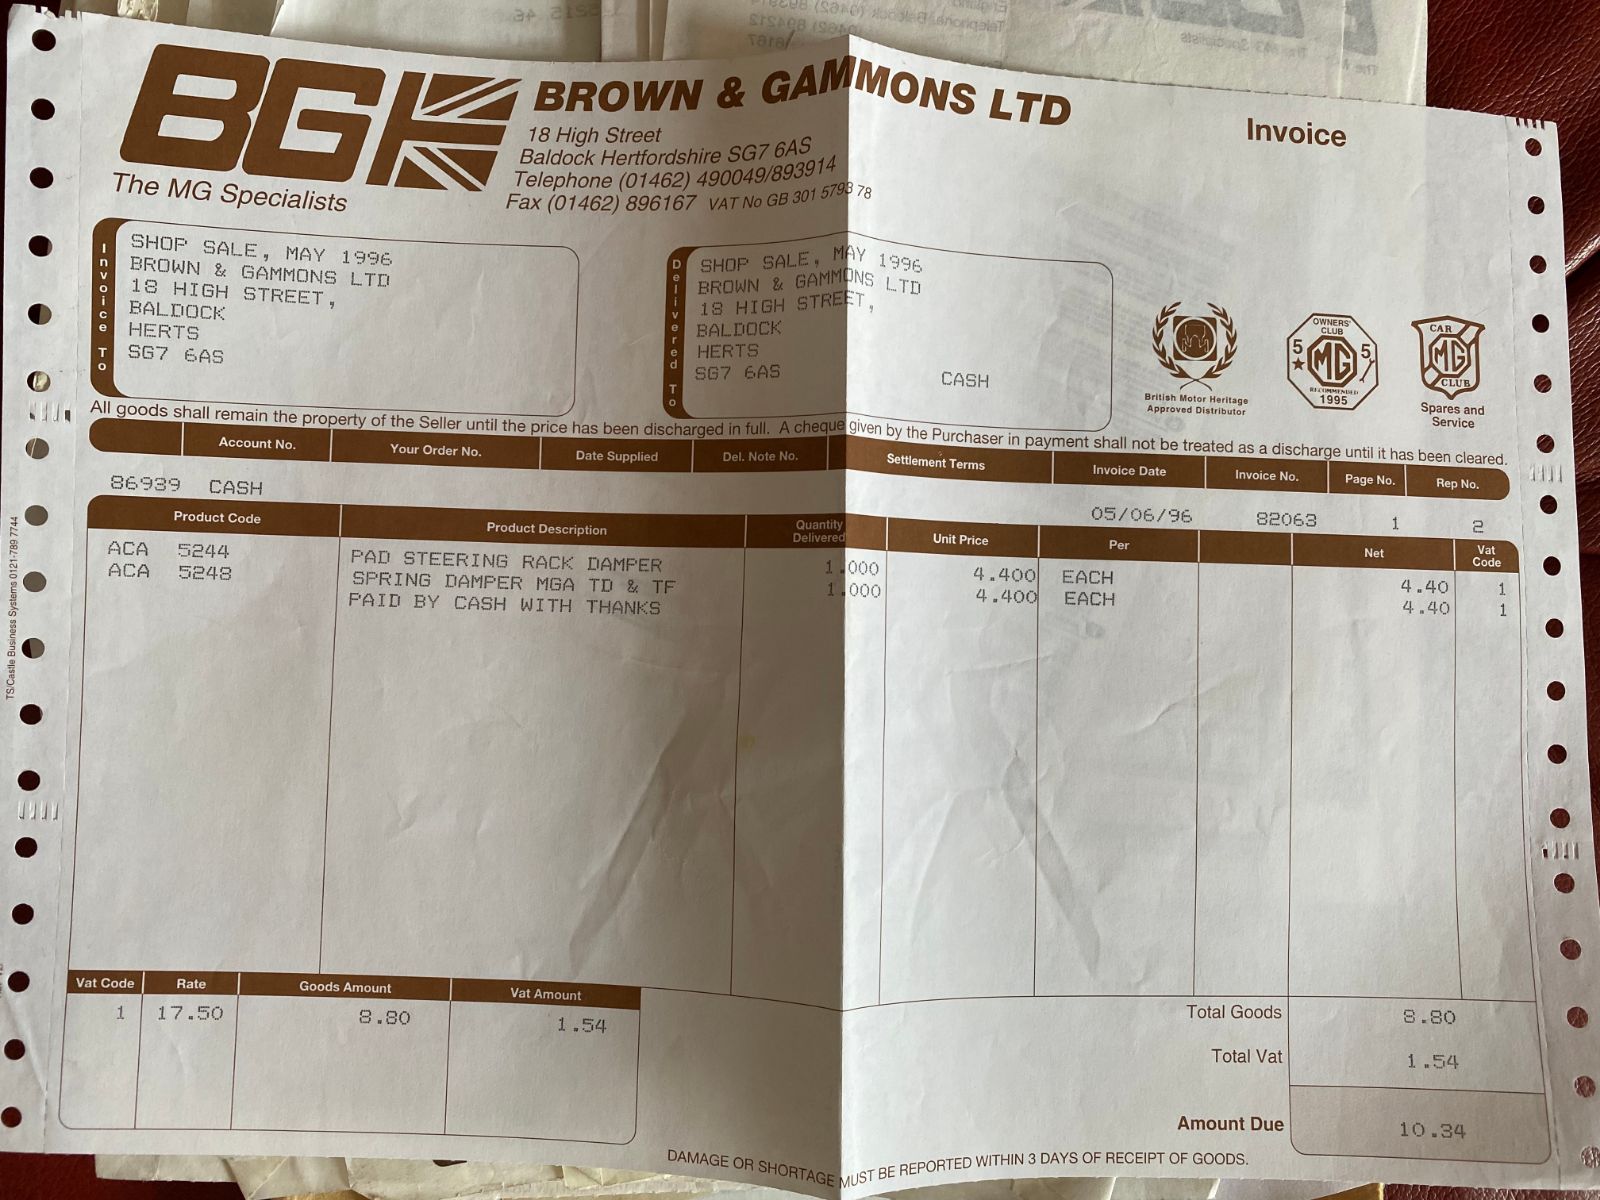 BG
The MG Specialists
BROWN & GAMMONS LTD
18 High Street
Baldock Hertfordshire SG7 6AS
Telephone (01462) 490049/893914
Fax (01462) 896167 VAT No GB 301 5793 78
Invoice
Invoice To
SHOP SALE, MAY 1996
BROWN & GAMMONS LTD
18 HIGH STREET,
BALDOCK
HERTS
SG7 6AS
Delivered To
SHOP SALE, MAY 1996
BROWN & GAMMONS LTD
18 HIGH STREET,
BALDOCK
HERTS
SG7 6AS
CASH
British Motor Heritage
Approved Distributor
OWNERS'
CLUB
5 MG 5
RECOMMENDED
1995
CAR
MG
CLUB
Spares and
Service
All goods shall remain the property of the Seller until the price has been discharged in full. A cheque given by the Purchaser in payment shall not be treated as a discharge until it has been cleared.
Account No. Your Order No. Date Supplied Del. Note No. Settlement Terms Invoice Date Invoice No. Page No. Rep No.
86939 CASH 05/06/96 82063 1 2
Product Code Product Description Quantity Delivered Unit Price Per Net Vat Code
ACA 5244 PAD STEERING RACK DAMPER 1.000 4.400 EACH 4.40 1
ACA 5248 SPRING DAMPER MGA TD & TF 1.000 4.400 EACH 4.40 1
PAID BY CASH WITH THANKS
TS/Castle Business Systems 0121-789 7744
Vat Code Rate Goods Amount Vat Amount
1 17.50 8.80 1.54
Total Goods 8.80
Total Vat 1.54
Amount Due 10.34
DAMAGE OR SHORTAGE MUST BE REPORTED WITHIN 3 DAYS OF RECEIPT OF GOODS.